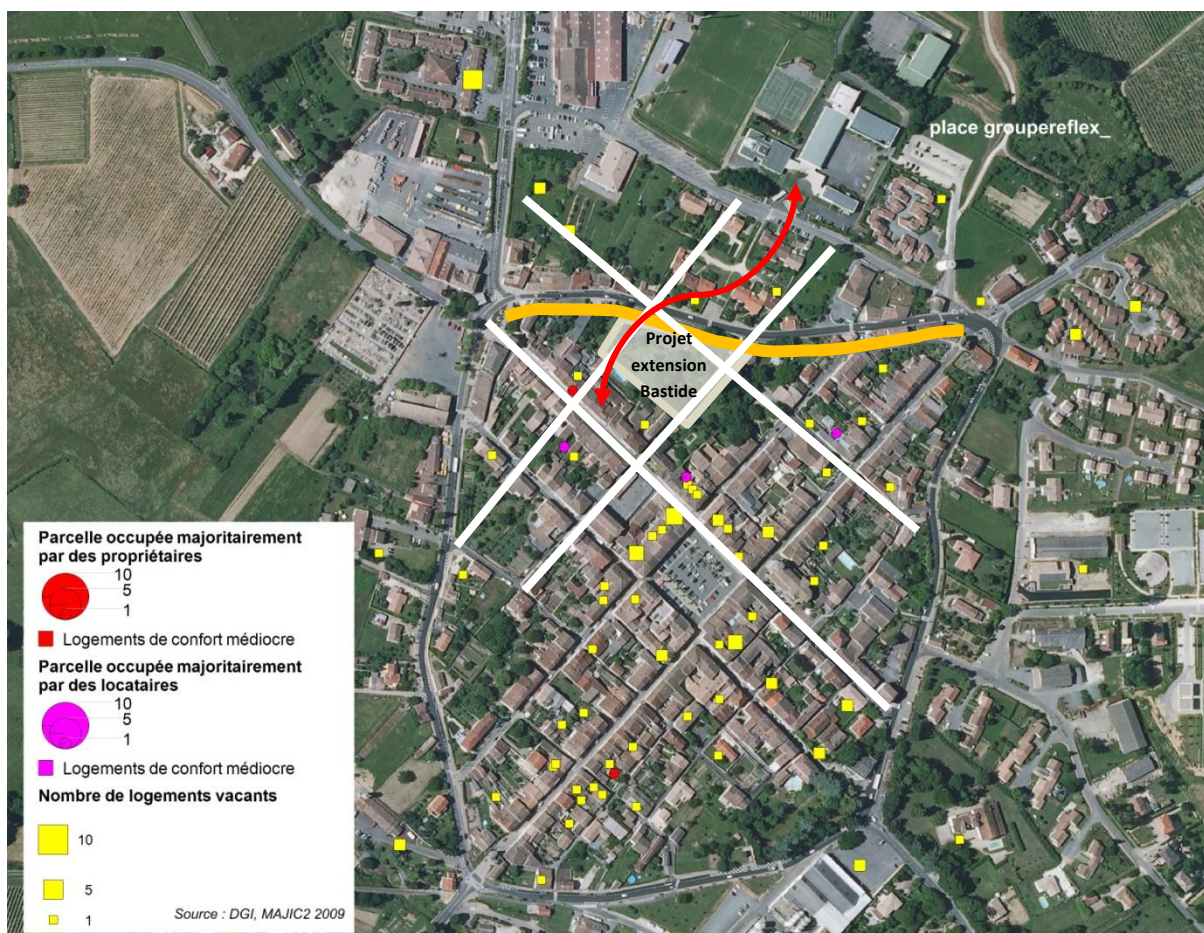 place groupereflex_
Projet
extension
Bastide
Parcelle occupée majoritairement
par des propriétaires
10
5
1
Logements de confort médiocre
Parcelle occupée majoritairement
par des locataires
10
5
1
Logements de confort médiocre
Nombre de logements vacants
10
5
1
Source : DGI, MAJIC2 2009